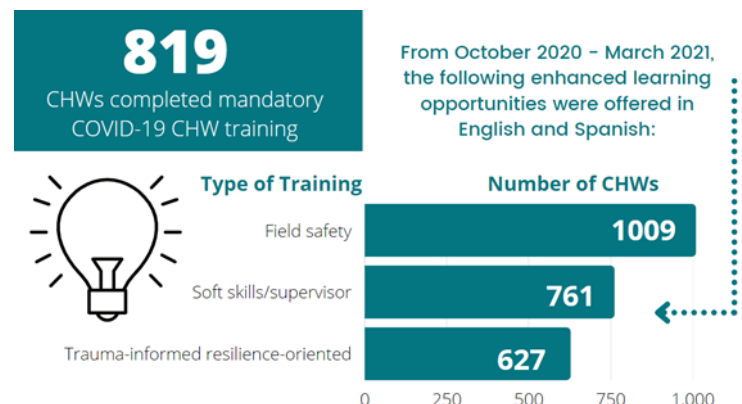 819
CHWs completed mandatory
COVID-19 CHW training
From October 2020 - March 2021,
the following enhanced learning
opportunities were offered in
English and Spanish:
Type of Training
Number of CHWs
Field safety
1009
Soft skills/supervisor
761
Trauma-informed resilience-oriented
627
0 250 500 750 1,000